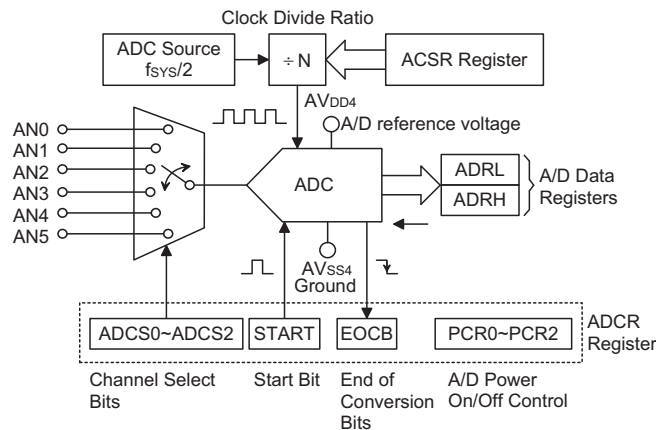 Clock Divide Ratio
ADC Source
fSYS/2
÷ N
ACSR Register
AVDD4
A/D reference voltage
AN0
AN1
AN2
AN3
AN4
AN5
ADC
ADRL
ADRH
A/D Data
Registers
AVSS4
Ground
ADCS0~ADCS2
START
EOCB
PCR0~PCR2
ADCR
Register
Channel Select
Bits
Start Bit
End of
Conversion
Bits
A/D Power
On/Off Control